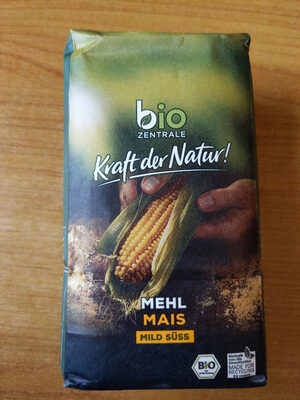 bio
ZENTRALE
Kraft der Natur!
MEHL
MAIS
MILD SÜSS
BIO
MADE FOR
RECYCLING